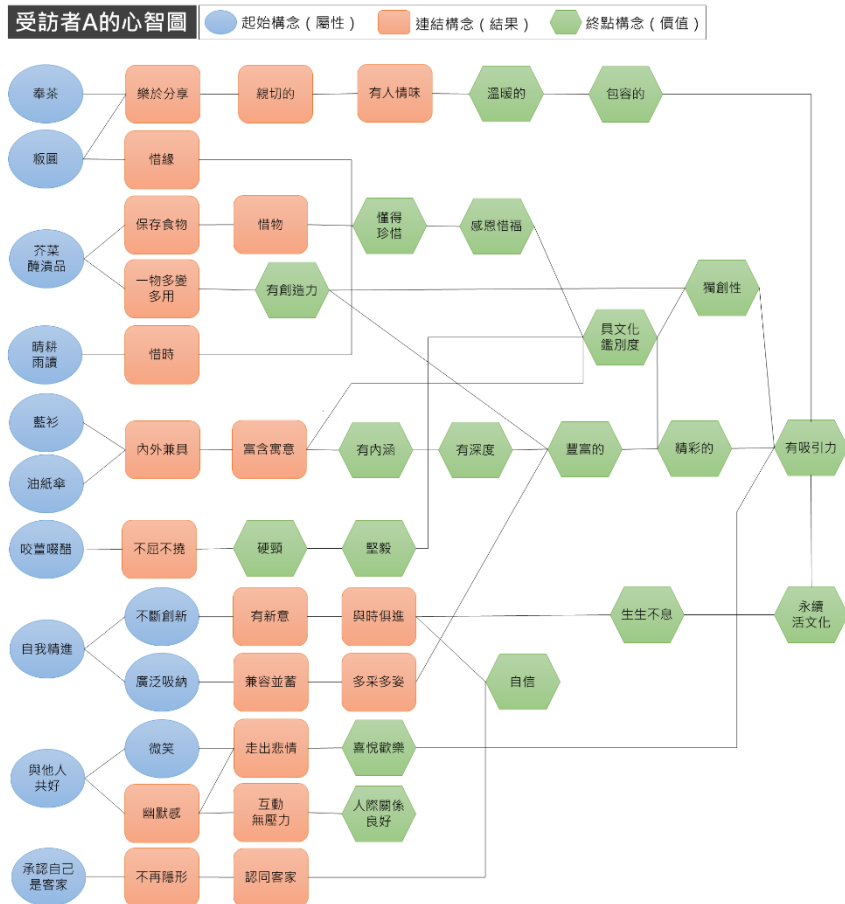 受訪者A的心智圖
起始構念（屬性）
連結構念（結果）
終點構念（價值）
奉茶
樂於分享
親切的
有人情味
溫暖的
包容的
粄圓
惜緣
芥菜
醃漬品
保存食物
惜物
懂得
珍惜
感恩惜福
一物多變
多用
有創造力
獨創性
具文化
鑑別度
晴耕
雨讀
惜時
藍衫
油紙傘
內外兼具
富含寓意
有內涵
有深度
豐富的
精彩的
有吸引力
咬薑啜醋
不屈不撓
硬頸
堅毅
自我精進
不斷創新
有新意
與時俱進
生生不息
永續
活文化
廣泛吸納
兼容並蓄
多采多姿
自信
與他人
共好
微笑
走出悲情
喜悅歡樂
幽默感
互動
無壓力
人際關係
良好
承認自己
是客家
不再隱形
認同客家